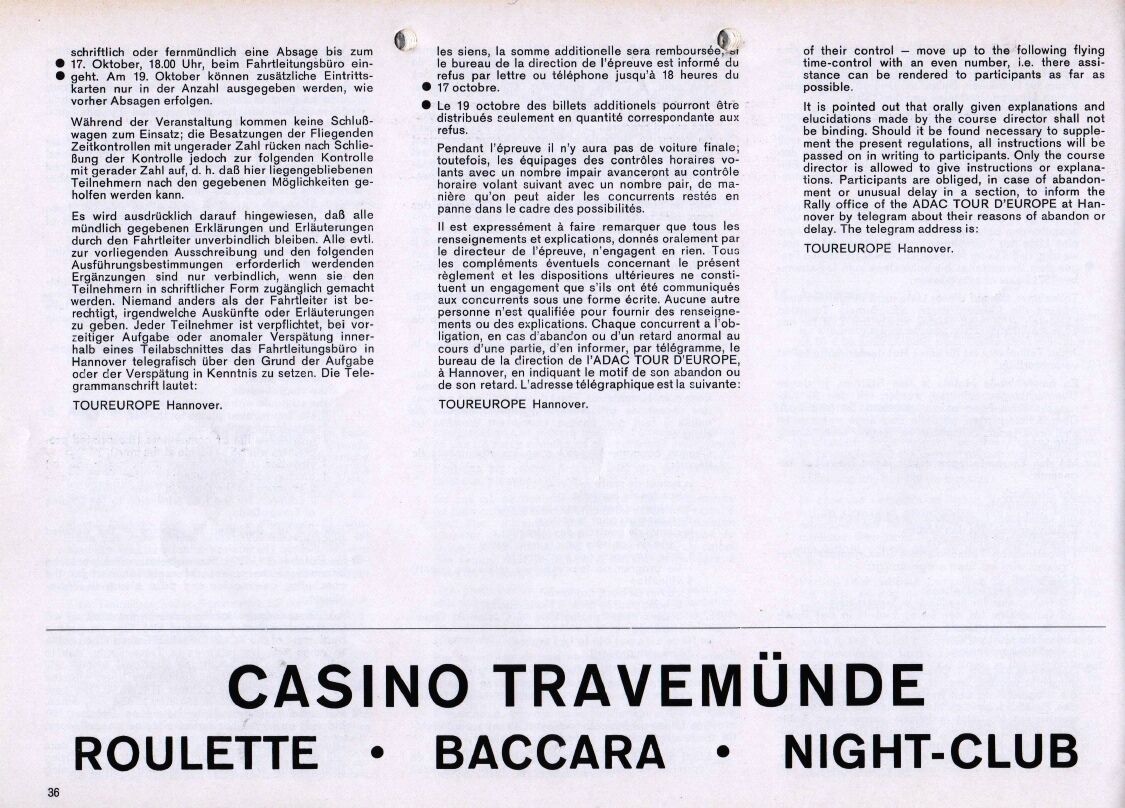 schriftlich oder fernmündlich eine Absage bis zum
● 17. Oktober, 18.00 Uhr, beim Fahrtleitungsbüro ein-
● geht. Am 19. Oktober können zusätzliche Eintritts-
karten nur in der Anzahl ausgegeben werden, wie
vorher Absagen erfolgen.
Während der Veranstaltung kommen keine Schluß-
wagen zum Einsatz; die Besatzungen der Fliegenden
Zeitkontrollen mit ungerader Zahl rücken nach Schlie-
ßung der Kontrolle jedoch zur folgenden Kontrolle
mit gerader Zahl auf, d. h. daß hier liegengebliebenen
Teilnehmern nach den gegebenen Möglichkeiten ge-
holfen werden kann.
Es wird ausdrücklich darauf hingewiesen, daß alle
mündlich gegebenen Erklärungen und Erläuterungen
durch den Fahrtleiter unverbindlich bleiben. Alle evtl.
zur vorliegenden Ausschreibung und den folgenden
Ausführungsbestimmungen erforderlich werdenden
Ergänzungen sind nur verbindlich, wenn sie den
Teilnehmern in schriftlicher Form zugänglich gemacht
werden. Niemand anders als der Fahrtleiter ist be-
rechtigt, irgendwelche Auskünfte oder Erläuterungen
zu geben. Jeder Teilnehmer ist verpflichtet, bei vor-
zeitiger Aufgabe oder anomaler Verspätung inner-
halb eines Teilabschnittes das Fahrtleitungsbüro in
Hannover telegrafisch über den Grund der Aufgabe
oder der Verspätung in Kenntnis zu setzen. Die Tele-
grammanschrift lautet:
TOUREUROPE Hannover.
les siens, la somme additionelle sera remboursée, si
le bureau de la direction de l'épreuve est informé du
refus par lettre ou téléphone jusqu'à 18 heures du
● 17 octobre.
● Le 19 octobre des billets additionels pourront être
distribués seulement en quantité correspondante aux
refus.
Pendant l'épreuve il n'y aura pas de voiture finale;
toutefois, les équipages des contrôles horaires vo-
lants avec un nombre impair avanceront au contrôle
horaire volant suivant avec un nombre pair, de ma-
nière qu'on peut aider les concurrents restés en
panne dans le cadre des possibilités.
Il est expressément à faire remarquer que tous les
renseignements et explications, donnés oralement par
le directeur de l'épreuve, n'engagent en rien. Tous
les compléments éventuels concernant le présent
règlement et les dispositions ultérieures ne consti-
tuent un engagement que s'ils ont été communiqués
aux concurrents sous une forme écrite. Aucune autre
personne n'est qualifiée pour fournir des renseigne-
ments ou des explications. Chaque concurrent a l'ob-
ligation, en cas d'abandon ou d'un retard anormal au
cours d'une partie, d'en informer, par télégramme, le
bureau de la direction de l'ADAC TOUR D'EUROPE,
à Hannover, en indiquant le motif de son abandon ou
de son retard. L'adresse télégraphique est la suivante:
TOUREUROPE Hannover.
of their control – move up to the following flying
time-control with an even number, i.e. there assi-
stance can be rendered to participants as far as
possible.
It is pointed out that orally given explanations and
elucidations made by the course director shall not
be binding. Should it be found necessary to supple-
ment the present regulations, all instructions will be
passed on in writing to participants. Only the course
director is allowed to give instructions or explana-
tions. Participants are obliged, in case of abandon-
ment or unusual delay in a section, to inform the
Rally office of the ADAC TOUR D'EUROPE at Han-
nover by telegram about their reasons of abandon or
delay. The telegram address is:
TOUREUROPE Hannover.
CASINO TRAVEMÜNDE
ROULETTE • BACCARA • NIGHT-CLUB
36